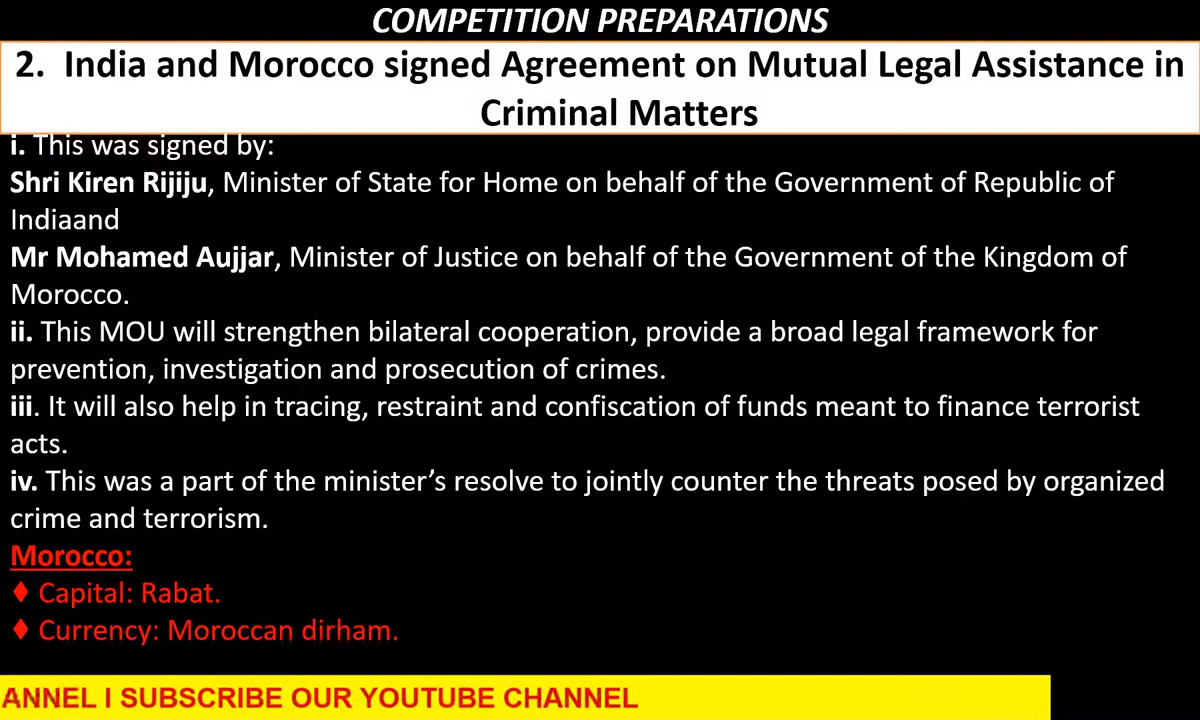 COMPETITION PREPARATIONS
2. India and Morocco signed Agreement on Mutual Legal Assistance in
Criminal Matters
i. This was signed by:
Shri Kiren Rijiju, Minister of State for Home on behalf of the Government of Republic of
Indiaand
Mr Mohamed Aujjar, Minister of Justice on behalf of the Government of the Kingdom of
Morocco.
ii. This MOU will strengthen bilateral cooperation, provide a broad legal framework for
prevention, investigation and prosecution of crimes.
iii. It will also help in tracing, restraint and confiscation of funds meant to finance terrorist
acts.
iv. This was a part of the minister’s resolve to jointly counter the threats posed by organized
crime and terrorism.
Morocco:
♦ Capital: Rabat.
♦ Currency: Moroccan dirham.
ANNEL I SUBSCRIBE OUR YOUTUBE CHANNEL